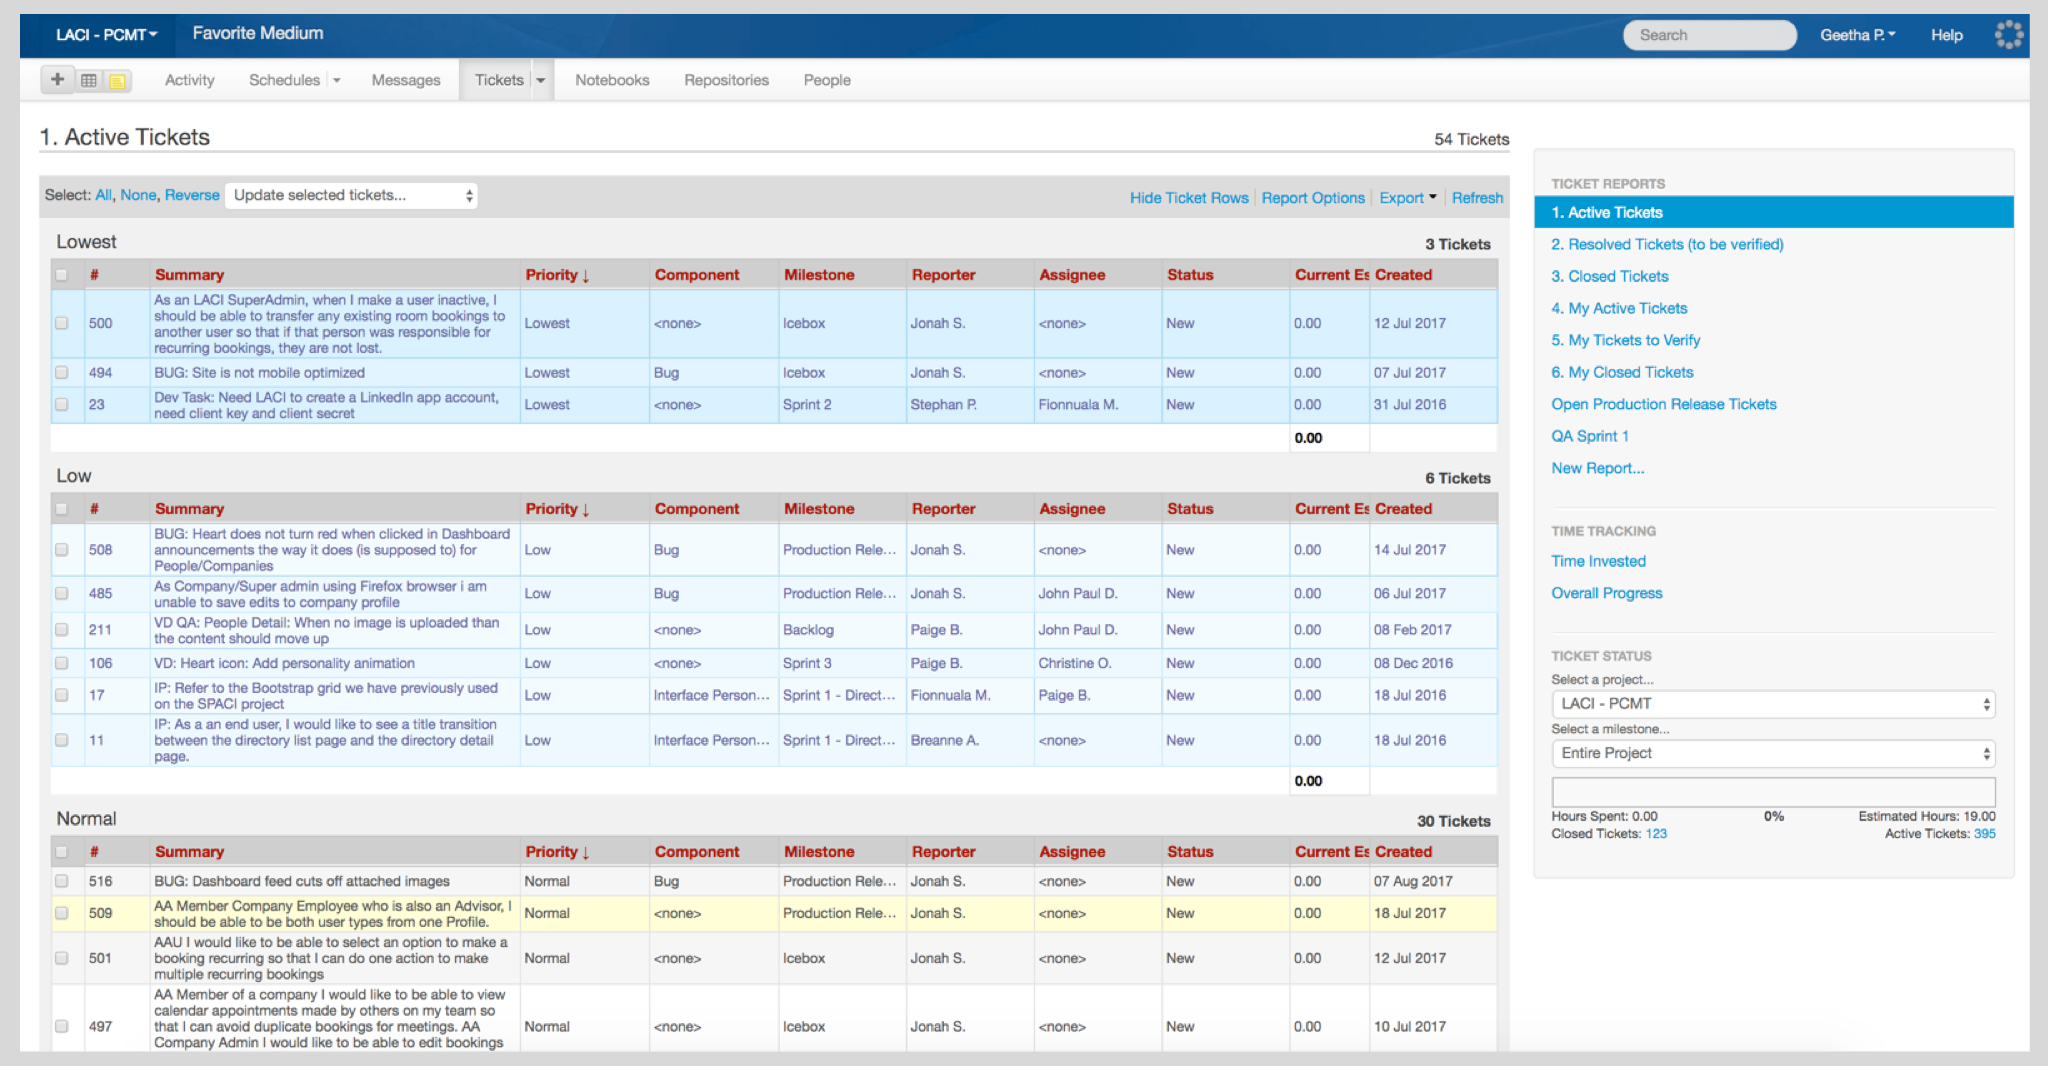 LACI - PCMT Favorite Medium Search Geetha P. Help
Activity Schedules Messages Tickets Notebooks Repositories People
1. Active Tickets 54 Tickets
Select: All, None, Reverse Update selected tickets... Hide Ticket Rows Report Options Export Refresh
Lowest 3 Tickets
# Summary Priority ↓ Component Milestone Reporter Assignee Status Current Es Created
500 As an LACI SuperAdmin, when I make a user inactive, I
should be able to transfer any existing room bookings to
another user so that if that person was responsible for
recurring bookings, they are not lost. Lowest <none> Icebox Jonah S. <none> New 0.00 12 Jul 2017
494 BUG: Site is not mobile optimized Lowest Bug Icebox Jonah S. <none> New 0.00 07 Jul 2017
23 Dev Task: Need LACI to create a LinkedIn app account,
need client key and client secret Lowest <none> Sprint 2 Stephan P. Fionnuala M. New 0.00 31 Jul 2016
0.00
Low 6 Tickets
# Summary Priority ↓ Component Milestone Reporter Assignee Status Current Es Created
508 BUG: Heart does not turn red when clicked in Dashboard
announcements the way it does (is supposed to) for
People/Companies Low Bug Production Rele... Jonah S. <none> New 0.00 14 Jul 2017
485 As Company/Super admin using Firefox browser i am
unable to save edits to company profile Low Bug Production Rele... Jonah S. John Paul D. New 0.00 06 Jul 2017
211 VD QA: People Detail: When no image is uploaded than
the content should move up Low <none> Backlog Paige B. John Paul D. New 0.00 08 Feb 2017
106 VD: Heart icon: Add personality animation Low <none> Sprint 3 Paige B. Christine O. New 0.00 08 Dec 2016
17 IP: Refer to the Bootstrap grid we have previously used
on the SPACI project Low Interface Person... Sprint 1 - Direct... Fionnuala M. Paige B. New 0.00 18 Jul 2016
11 IP: As a an end user, I would like to see a title transition
between the directory list page and the directory detail
page. Low Interface Person... Sprint 1 - Direct... Breanne A. <none> New 0.00 18 Jul 2016
0.00
Normal 30 Tickets
# Summary Priority ↓ Component Milestone Reporter Assignee Status Current Es Created
516 BUG: Dashboard feed cuts off attached images Normal Bug Production Rele... Jonah S. <none> New 0.00 07 Aug 2017
509 AA Member Company Employee who is also an Advisor, I
should be able to be both user types from one Profile. Normal <none> Production Rele... Jonah S. <none> New 0.00 18 Jul 2017
501 AAU I would like to be able to select an option to make a
booking recurring so that I can do one action to make
multiple recurring bookings Normal <none> Icebox Jonah S. <none> New 0.00 12 Jul 2017
497 AA Member of a company I would like to be able to view
calendar appointments made by others on my team so
that I can avoid duplicate bookings for meetings. AA
Company Admin I would like to be able to edit bookings Normal <none> Icebox Jonah S. <none> New 0.00 10 Jul 2017
TICKET REPORTS
1. Active Tickets
2. Resolved Tickets (to be verified)
3. Closed Tickets
4. My Active Tickets
5. My Tickets to Verify
6. My Closed Tickets
Open Production Release Tickets
QA Sprint 1
New Report...
TIME TRACKING
Time Invested
Overall Progress
TICKET STATUS
Select a project...
LACI - PCMT
Select a milestone...
Entire Project
Hours Spent: 0.00 0% Estimated Hours: 19.00
Closed Tickets: 123 Active Tickets: 395